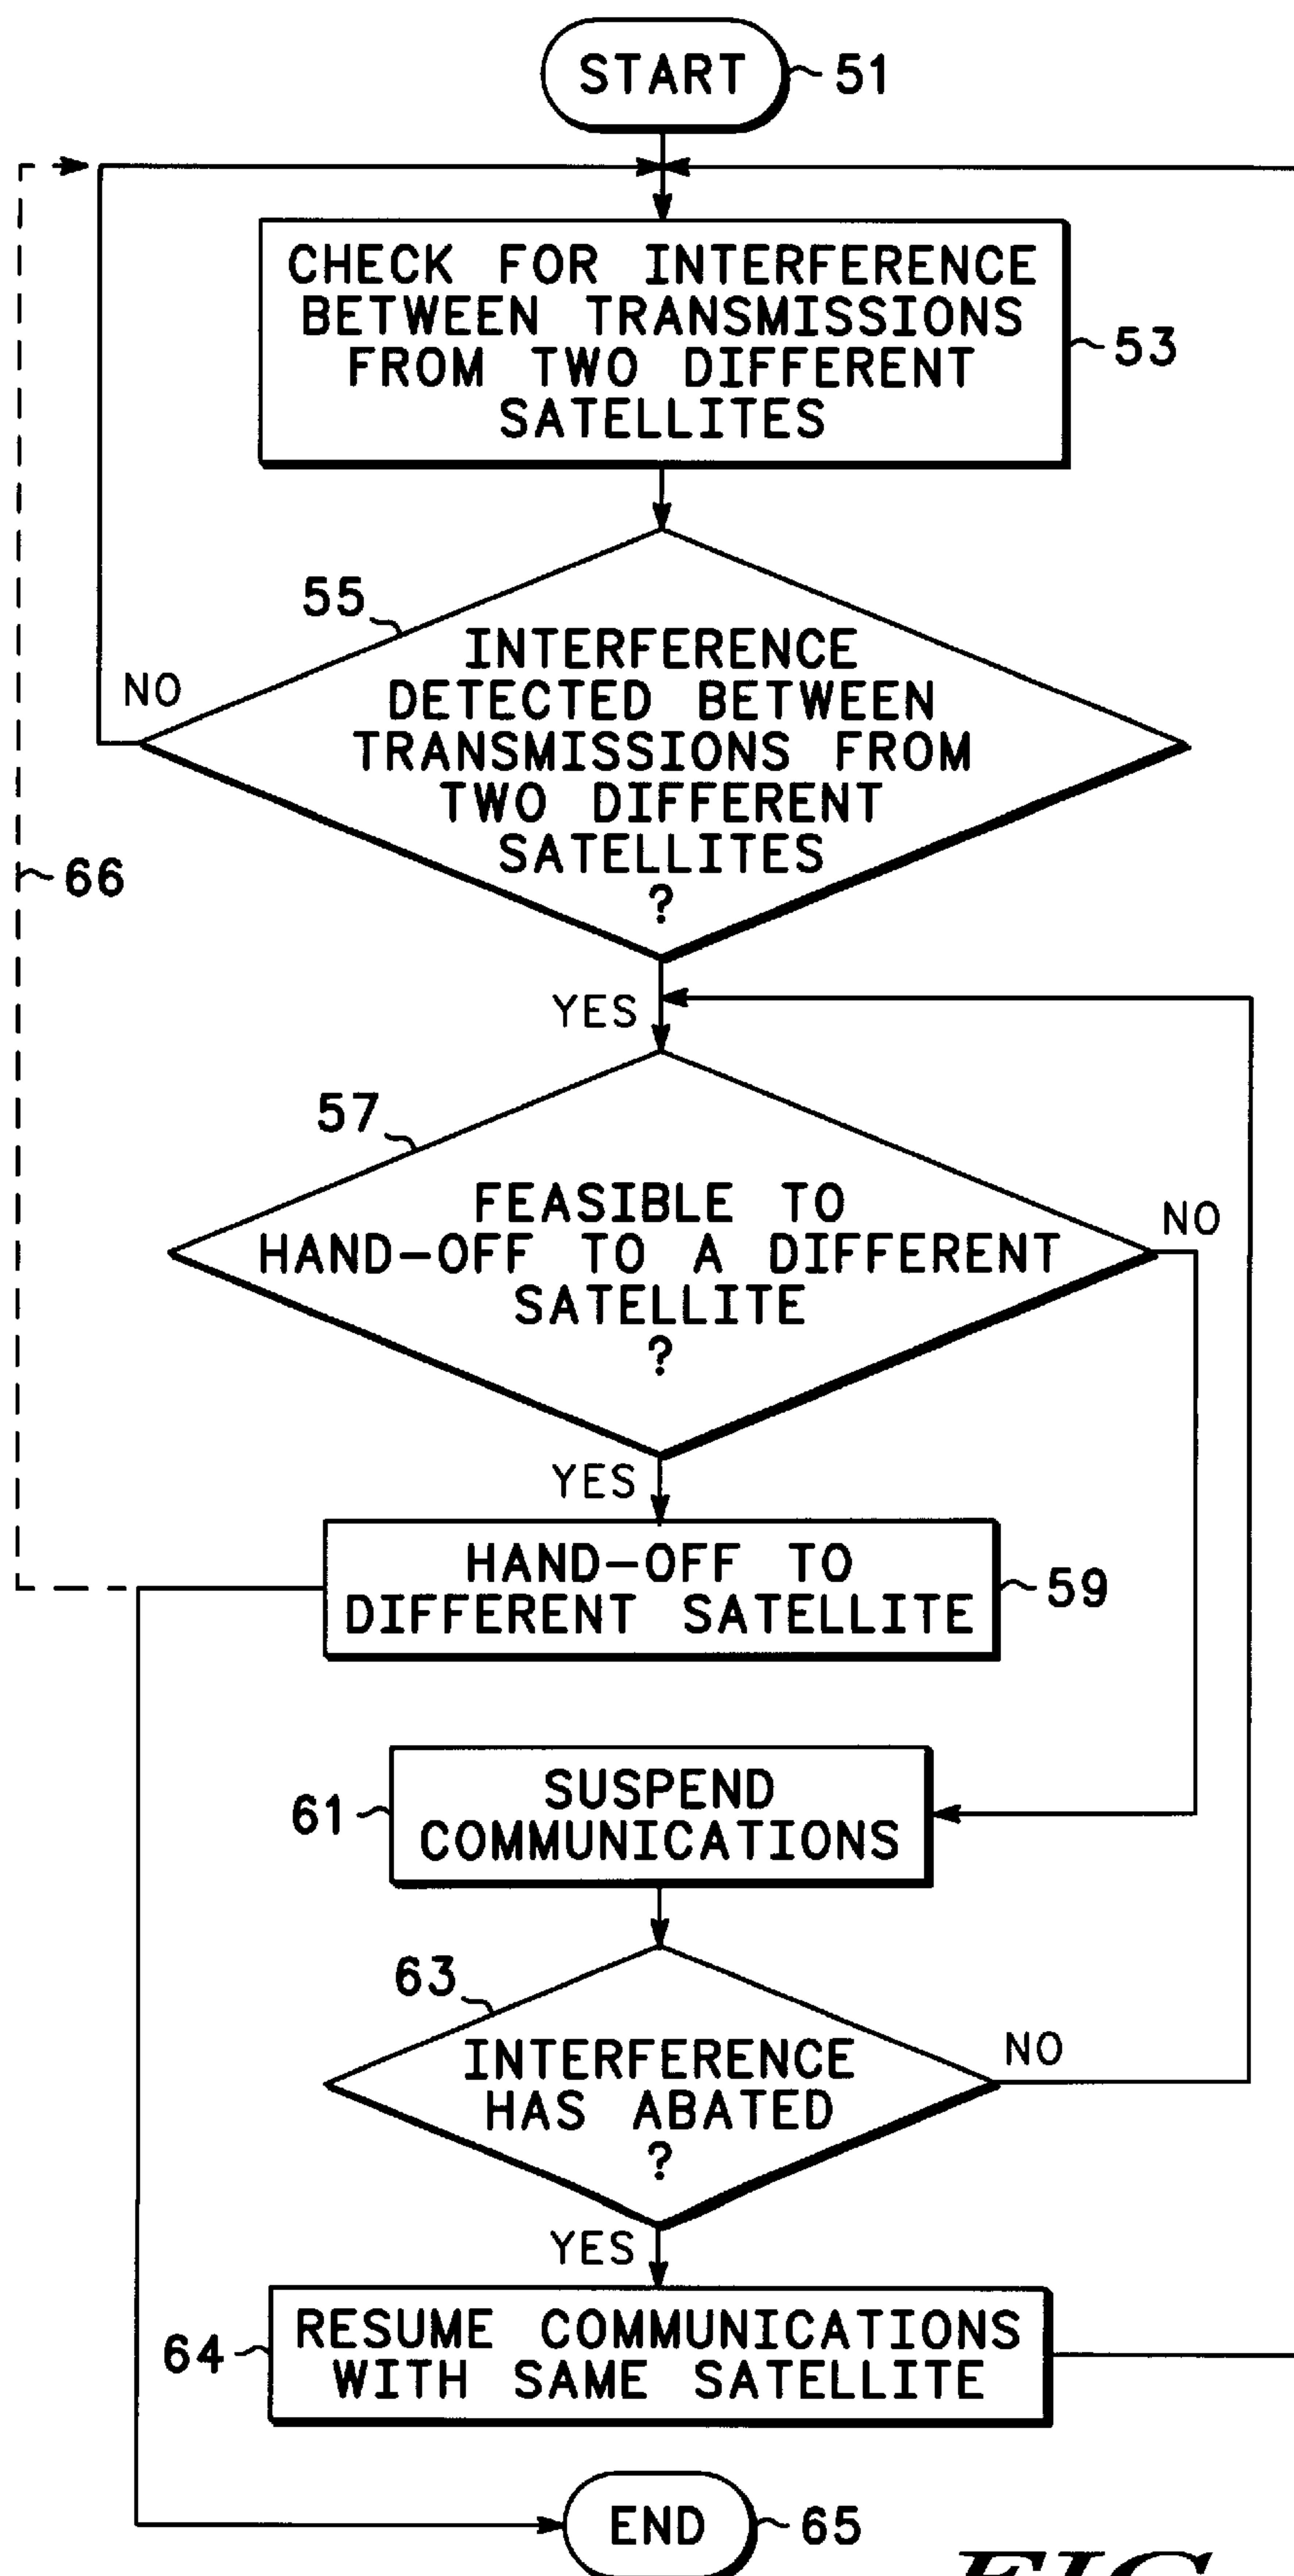 START 51
CHECK FOR INTERFERENCE
BETWEEN TRANSMISSIONS
FROM TWO DIFFERENT
SATELLITES
53
55
INTERFERENCE
DETECTED BETWEEN
TRANSMISSIONS FROM
TWO DIFFERENT
SATELLITES
?
NO
66
YES
57
FEASIBLE TO
HAND-OFF TO A DIFFERENT
SATELLITE
?
NO
YES
HAND-OFF TO
DIFFERENT SATELLITE
59
61
SUSPEND
COMMUNICATIONS
63
INTERFERENCE
HAS ABATED
?
NO
YES
64
RESUME COMMUNICATIONS
WITH SAME SATELLITE
END 65